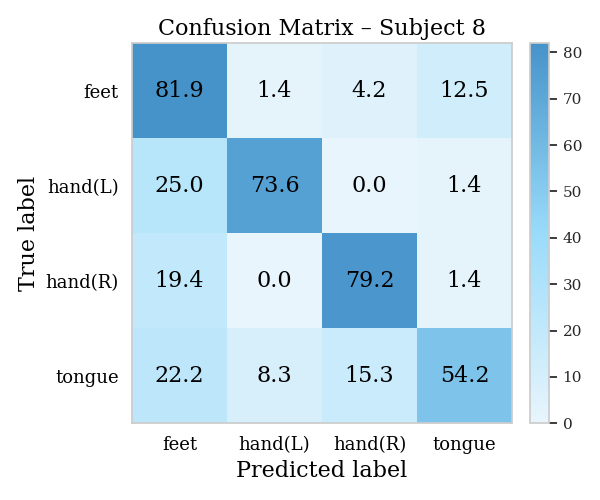 Confusion Matrix – Subject 8
True label
feet 81.9 1.4 4.2 12.5
hand(L) 25.0 73.6 0.0 1.4
hand(R) 19.4 0.0 79.2 1.4
tongue 22.2 8.3 15.3 54.2
feet hand(L) hand(R) tongue
Predicted label
80
70
60
50
40
30
20
10
0